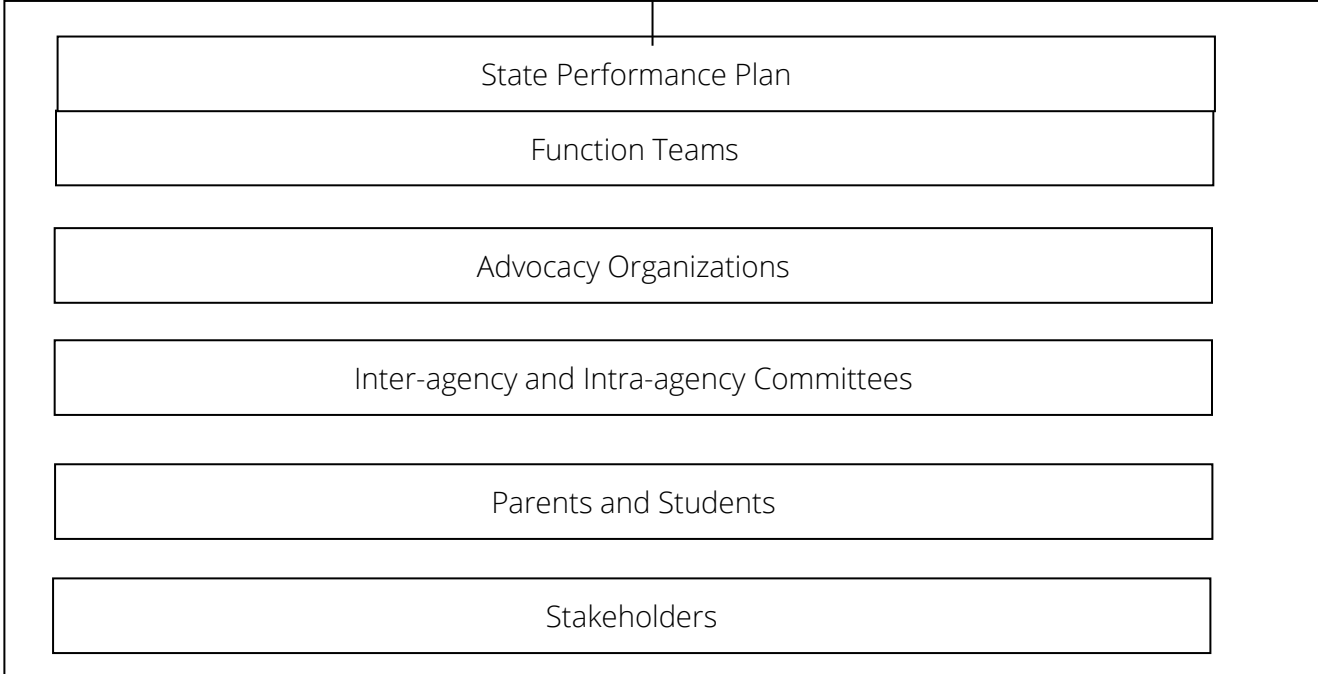 State Performance Plan
Function Teams
Advocacy Organizations
Inter-agency and Intra-agency Committees
Parents and Students
Stakeholders